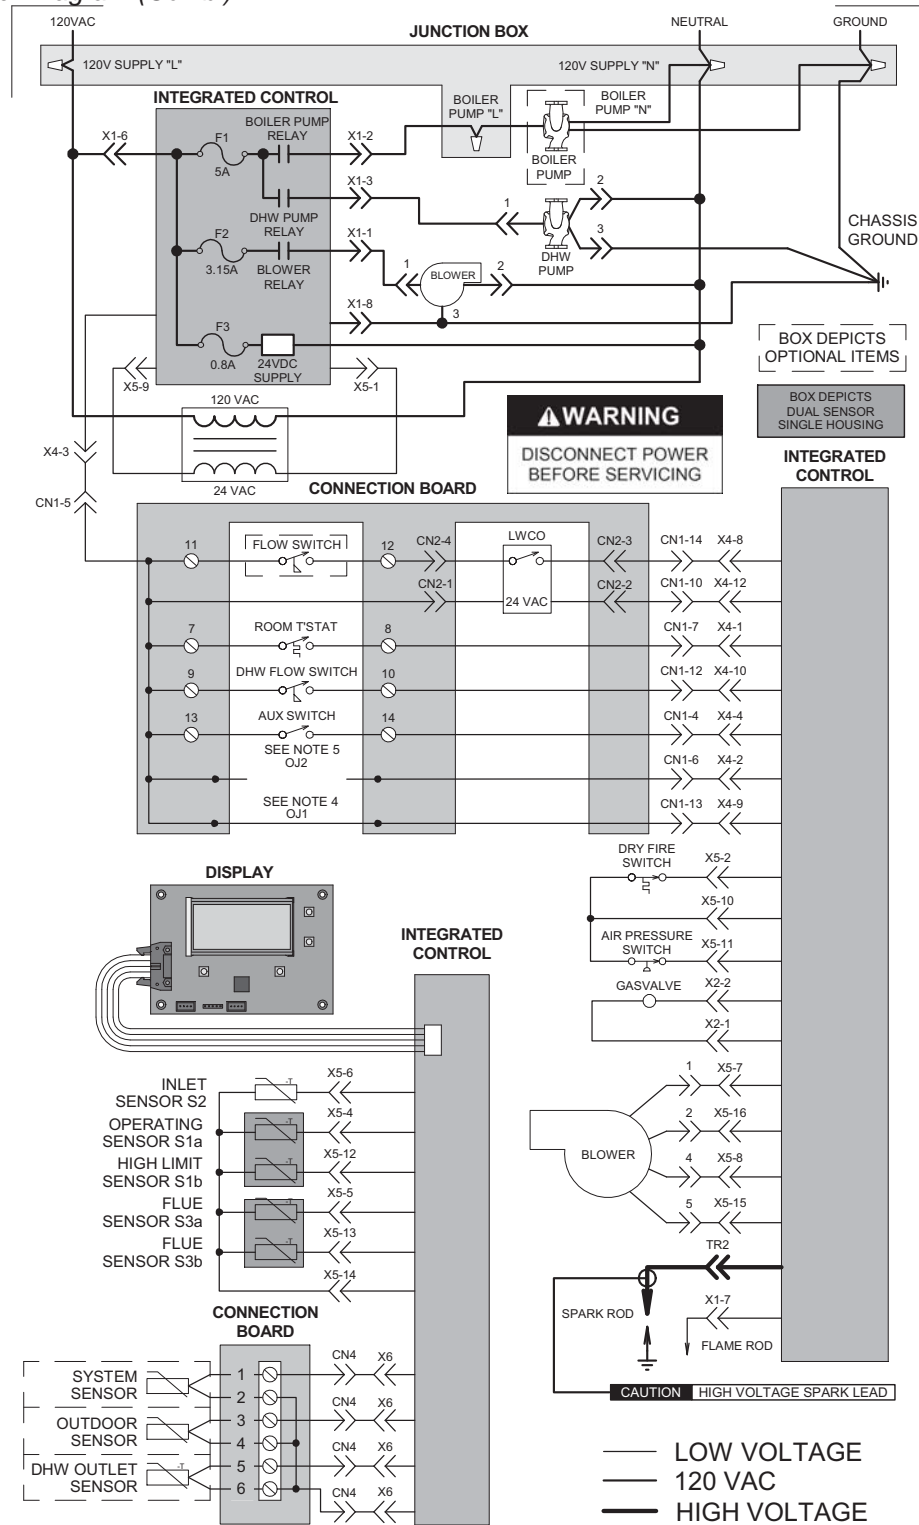 120VAC
NEUTRAL
GROUND
JUNCTION BOX
120V SUPPLY "L"
120V SUPPLY "N"
INTEGRATED CONTROL
BOILER
PUMP "L"
BOILER
PUMP "N"
X1-6
F1
5A
BOILER PUMP
RELAY
X1-2
BOILER
PUMP
X1-3
DHW PUMP
RELAY
1
2
3
DHW
PUMP
CHASSIS
GROUND
X1-1
F2
3.15A
BLOWER
RELAY
1
BLOWER
2
3
X1-8
F3
0.8A
24VDC
SUPPLY
BOX DEPICTS
OPTIONAL ITEMS
X5-9
X5-1
120 VAC
24 VAC
BOX DEPICTS
DUAL SENSOR
SINGLE HOUSING
WARNING
DISCONNECT POWER
BEFORE SERVICING
X4-3
CN1-5
CONNECTION BOARD
INTEGRATED
CONTROL
11
FLOW SWITCH
12
CN2-4
LWCO
CN2-3
CN1-14
X4-8
CN2-1
24 VAC
CN2-2
CN1-10
X4-12
7
ROOM T'STAT
8
CN1-7
X4-1
9
DHW FLOW SWITCH
10
CN1-12
X4-10
13
AUX SWITCH
14
CN1-4
X4-4
SEE NOTE 5
OJ2
CN1-6
X4-2
SEE NOTE 4
OJ1
CN1-13
X4-9
DRY FIRE
SWITCH
X5-2
X5-10
AIR PRESSURE
SWITCH
X5-11
GASVALVE
X2-2
X2-1
DISPLAY
INTEGRATED
CONTROL
INLET
SENSOR S2
-T
X5-6
OPERATING
SENSOR S1a
-T
X5-4
HIGH LIMIT
SENSOR S1b
-T
X5-12
FLUE
SENSOR S3a
-T
X5-5
FLUE
SENSOR S3b
-T
X5-13
X5-14
BLOWER
1
X5-7
2
X5-16
4
X5-8
5
X5-15
TR2
SPARK ROD
X1-7
FLAME ROD
CAUTION
HIGH VOLTAGE SPARK LEAD
CONNECTION
BOARD
SYSTEM
SENSOR
1
2
CN4
X6
OUTDOOR
SENSOR
3
4
CN4
X6
DHW OUTLET
SENSOR
-T
5
6
CN4
X6
CN4
X6
LOW VOLTAGE
120 VAC
HIGH VOLTAGE